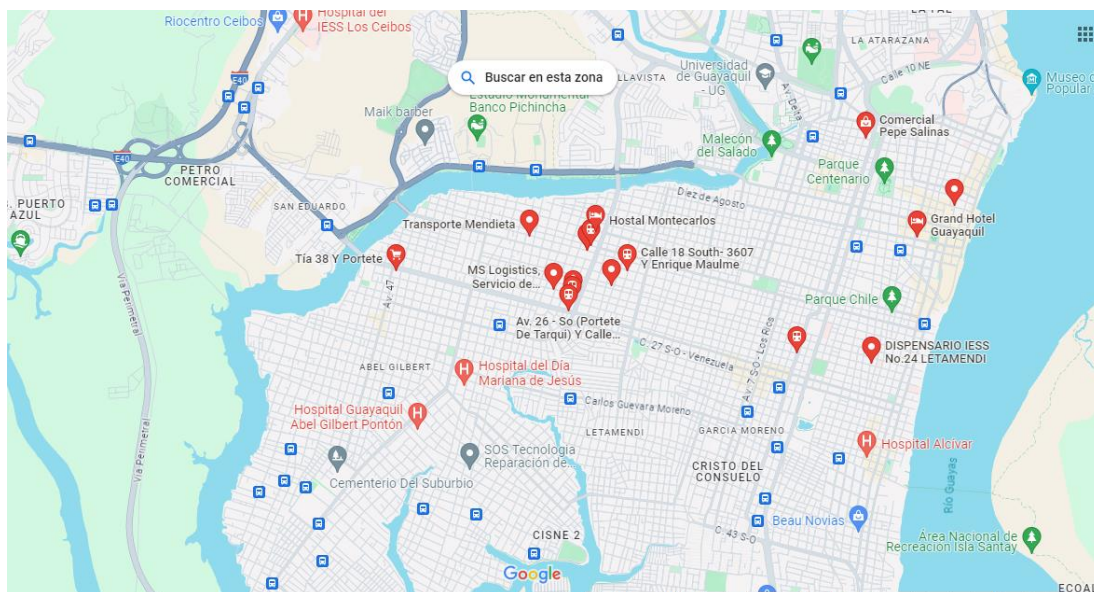 Riocentro Ceibos
Hospital del
IESS Los Ceibos
LA ATARAZANA
Calle 10 NE
E40
Buscar en esta zona
Universidad
de Guayaquil
- UG
Av. Delta
Museo
Popular
Banco Pichincha
Maik barber
Comercial
Pepe Salinas
Malecón
del Salado
E40
PETRO
COMERCIAL
Parque
Centenario
Diez de Agosto
PUERTO
AZUL
SAN EDUARDO
Transporte Mendieta
Hostal Montecarlos
Grand Hotel
Guayaquil
Tía 38 Y Portete
Calle 18 South- 3607
Y Enrique Maulme
MS Logistics,
Servicio de...
Vía Perimetral
Av. 47
Parque Chile
Av. 26 - So (Portete
De Tarqui) Y Calle...
C. 27 S-O - Venezuela
Av. 7 S-O - Los Ríos
DISPENSARIO IESS
No.24 LETAMENDI
ABEL GILBERT
Hospital del Día
Mariana de Jesús
Carlos Guevara Moreno
Hospital Guayaquil
Abel Gilbert Pontón
LETAMENDI
GARCIA MORENO
Hospital Alcivar
Vía Perimetral
SOS Tecnología
Reparación de...
CRISTO DEL
CONSUELO
Cementerio Del Suburbio
Río Guayas
Beau Novias
CISNE 2
C. 43 S-O
Área Nacional de
Recreación Isla Santay
Google